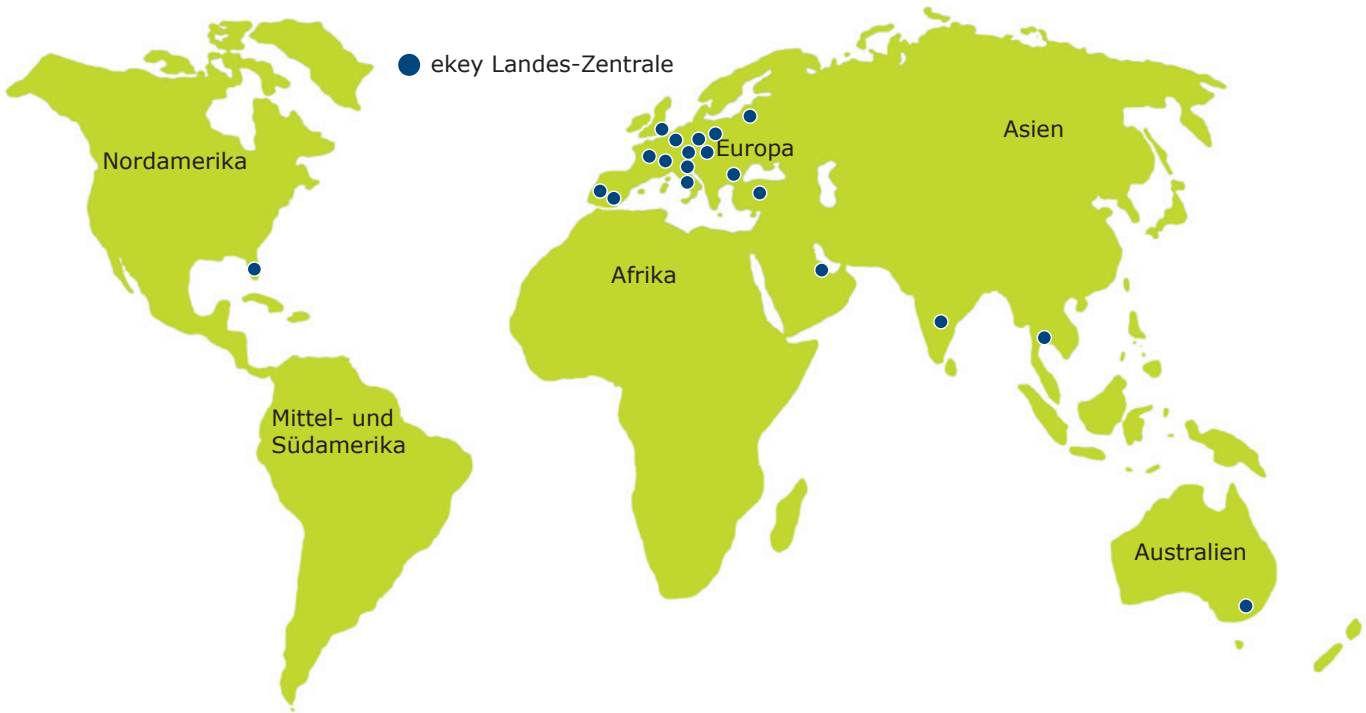 ekey Landes-Zentrale
Nordamerika
Europa
Asien
Afrika
Mittel- und
Südamerika
Australien